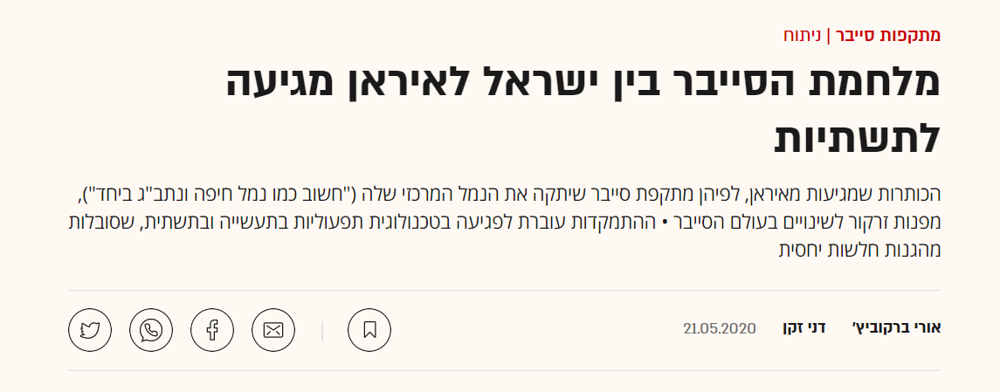 מתקפות סייבר | ניתוח
מלחמת הסייבר בין ישראל לאיראן מגיעה
לתשתיות
הכותרות שמגיעות מאיראן, לפיהן מתקפת סייבר שיתקה את הנמל המרכזי שלה ("חשוב כמו נמל חיפה ונתב"ג ביחד"),
מפנות זרקור לשינויים בעולם הסייבר • ההתמקדות עוברת לפגיעה בטכנולוגית תפעוליות בתעשייה ובתשתית, שסובלות
מהגנות חלשות יחסית
אורי ברקוביץ' דני זקן 21.05.2020